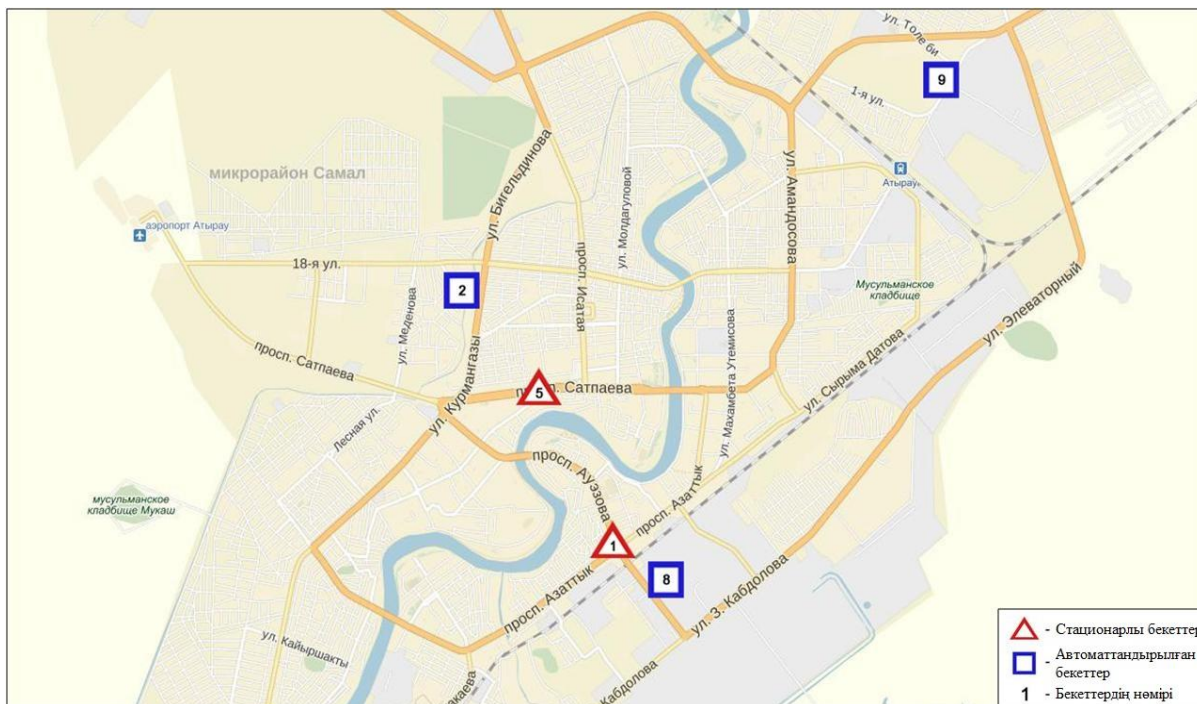 ул. Толе би
9
1-я ул.
ул. Бигельдинова
ул. Молдагуловой
ул. Амандосова
Атырау
микрорайон Самал
аэропорт Атырау
18-я ул.
2
просп. Исатая
Мусульманское
кладбище
ул. Элеваторный
ул. Меденова
просп. Сатпаева
ул. Курмангазы
ул. Махамбета Утемисова
ул. Сырыма Датова
5
Сатпаева
Лесная ул.
просп. Ауэзова
просп. Азаттык
мусульманское
кладбище Мукаш
1
8
просп. Азаттык
ул. З. Кабдолова
ул. Кайыршакты
Кабдолова
- Стационарлы бекеттер
- Автоматтандырылған
бекеттер
1 - Бекеттердің нөмірі